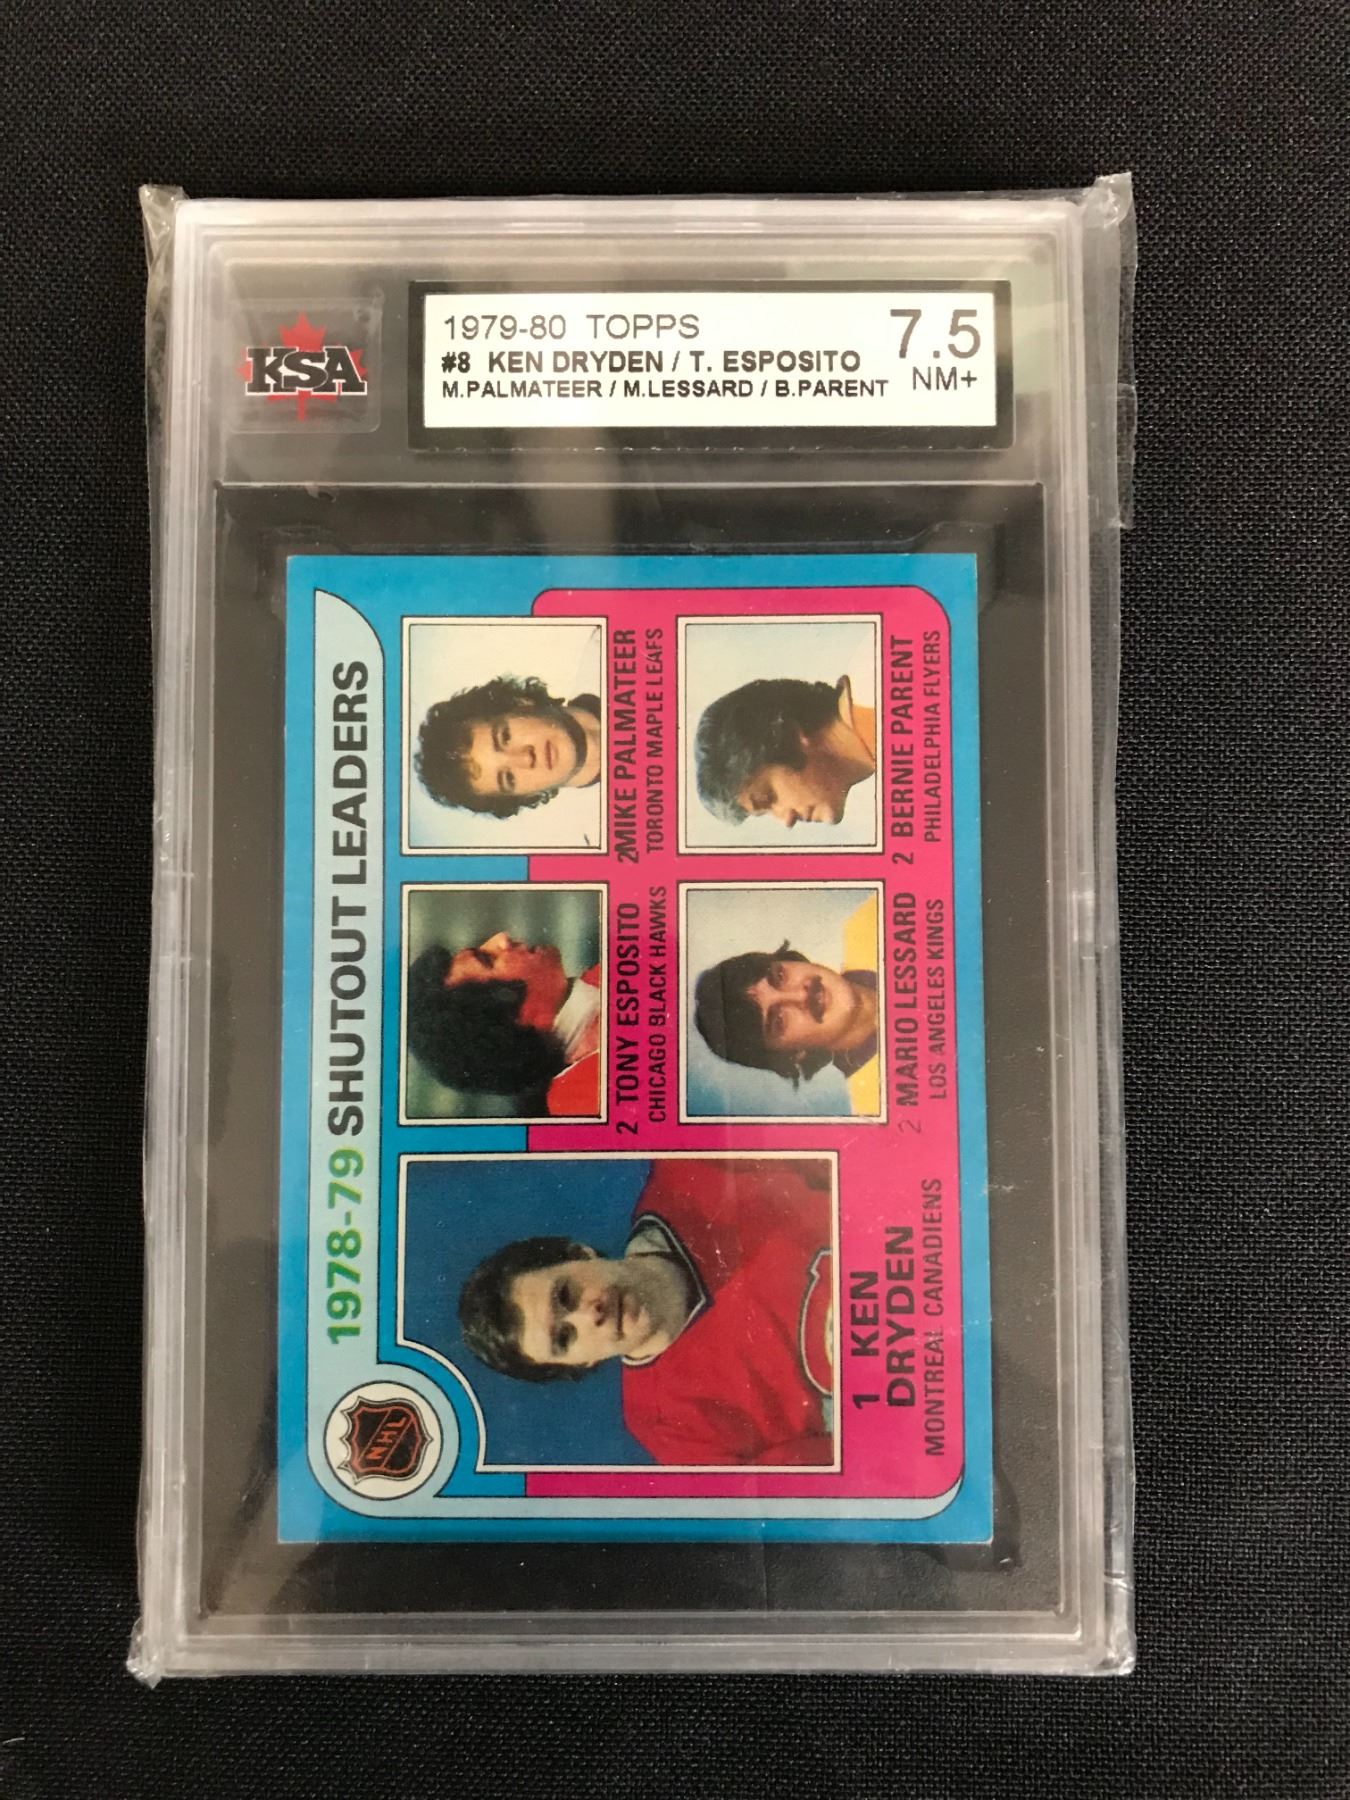 KSA
1979-80 TOPPS
#8 KEN DRYDEN / T. ESPOSITO
M.PALMATEER / M.LESSARD / B.PARENT
7.5
NM+
1978-79 SHUTOUT LEADERS
NHL
1 KEN
DRYDEN
MONTREAL CANADIENS
2 TONY ESPOSITO
CHICAGO BLACK HAWKS
2MIKE PALMATEER
TORONTO MAPLE LEAFS
2 MARIO LESSARD
LOS ANGELES KINGS
2 BERNIE PARENT
PHILADELPHIA FLYERS